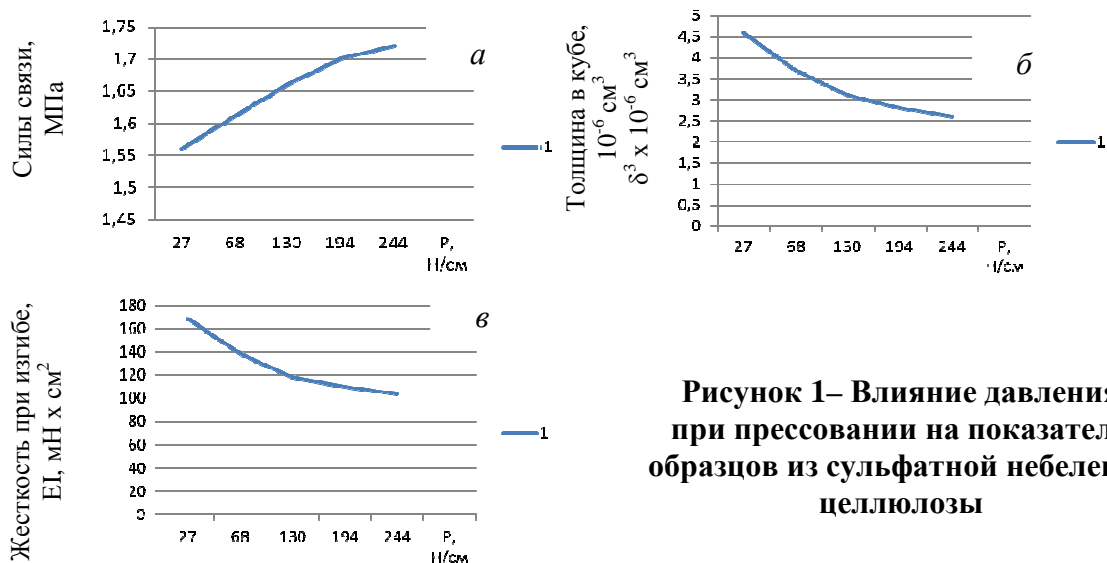 Силы связи,
МПа
1,75
1,7
1,65
1,6
1,55
1,5
1,45
27 68 130 194 244 P,
Н/см
а
1
Толщина в кубе,
10⁻⁶ см³
δ³ х 10⁻⁶ см³
5
4,5
4
3,5
3
2,5
2
1,5
1
0,5
0
27 68 130 194 244 P,
Н/см
б
1
Жесткость при изгибе,
EI, мН х см²
180
160
140
120
100
80
60
40
20
0
27 68 130 194 244 P,
Н/см
в
1
Рисунок 1– Влияние давления
при прессовании на показател
образцов из сульфатной небеле
целлюлозы